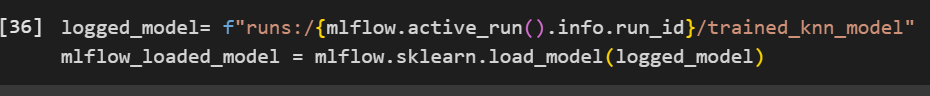 [36] logged_model= f"runs:/{mlflow.active_run().info.run_id}/trained_knn_model"
mlflow_loaded_model = mlflow.sklearn.load_model(logged_model)